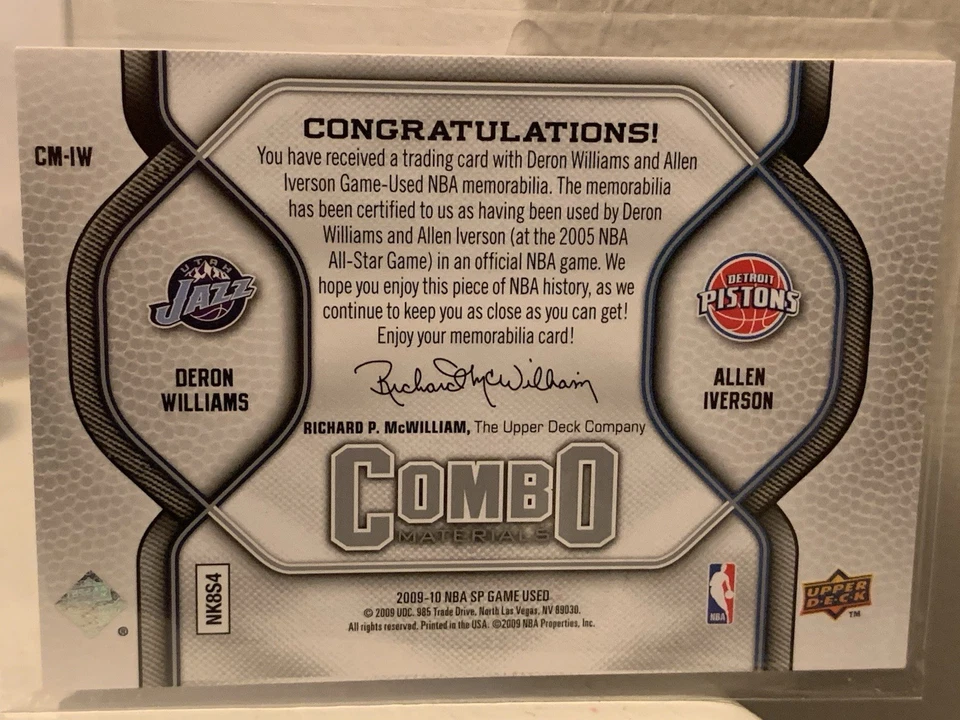 CONGRATULATIONS!
CM-IW
You have received a trading card with Deron Williams and Allen
Iverson Game-Used NBA memorabilia. The memorabilia
has been certified to us as having been used by Deron
Williams and Allen Iverson (at the 2005 NBA
All-Star Game) in an official NBA game. We
hope you enjoy this piece of NBA history, as we
continue to keep you as close as you can get!
Enjoy your memorabilia card!
UTAH
JAZZ
DETROIT
PISTONS
DERON
WILLIAMS
ALLEN
IVERSON
Richard McWilliam
RICHARD P. McWILLIAM, The Upper Deck Company
COMBO
MATERIALS
NK8S4
2009-10 NBA SP GAME USED
© 2009 UDC. 985 Trade Drive, North Las Vegas, NV 89030.
All rights reserved. Printed in the USA. ©2009 NBA Properties, Inc.
NBA
UPPER
DECK
TM
®